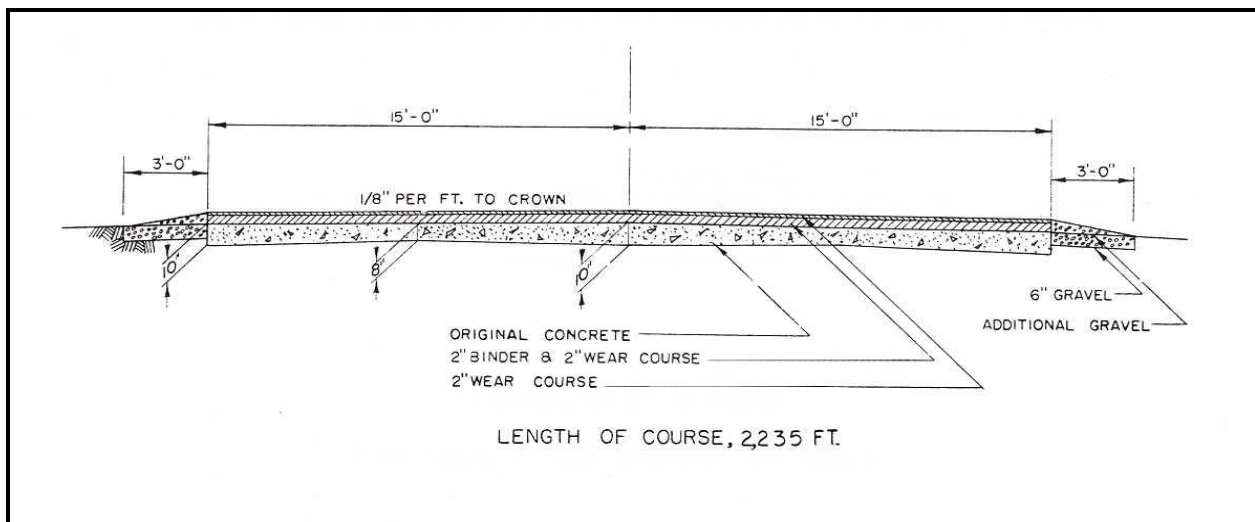 15'-0"
15'-0"
3'-0"
3'-0"
1/8" PER FT. TO CROWN
10"
8"
10"
6" GRAVEL
ADDITIONAL GRAVEL
ORIGINAL CONCRETE
2" BINDER & 2" WEAR COURSE
2" WEAR COURSE
LENGTH OF COURSE, 2,235 FT.